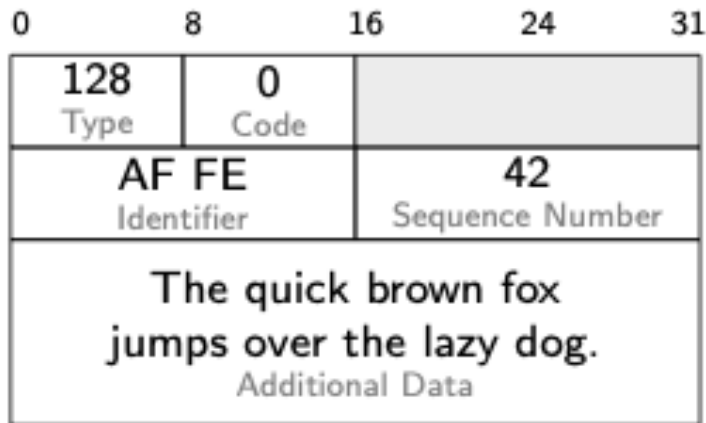 0 8 16 24 31
128 0
Type Code
AF FE 42
Identifier Sequence Number
The quick brown fox
jumps over the lazy dog.
Additional Data